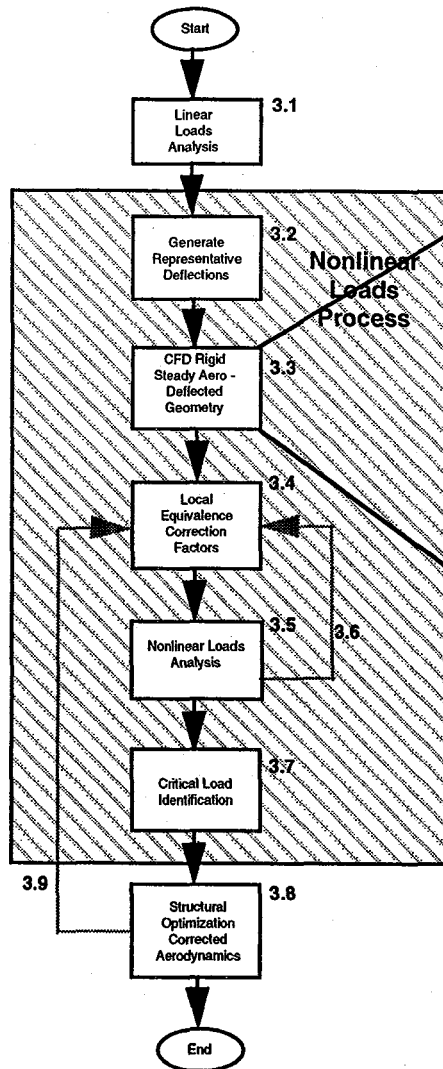 Start
3.1
Linear
Loads
Analysis
3.2
Generate
Representative
Deflections
Nonlinear
Loads
Process
CFD Rigid
Steady Aero -
Deflected
Geometry
3.3
3.4
Local
Equivalence
Correction
Factors
3.5
3.6
Nonlinear Loads
Analysis
3.7
Critical Load
Identification
3.9
3.8
Structural
Optimization
Corrected
Aerodynamics
End